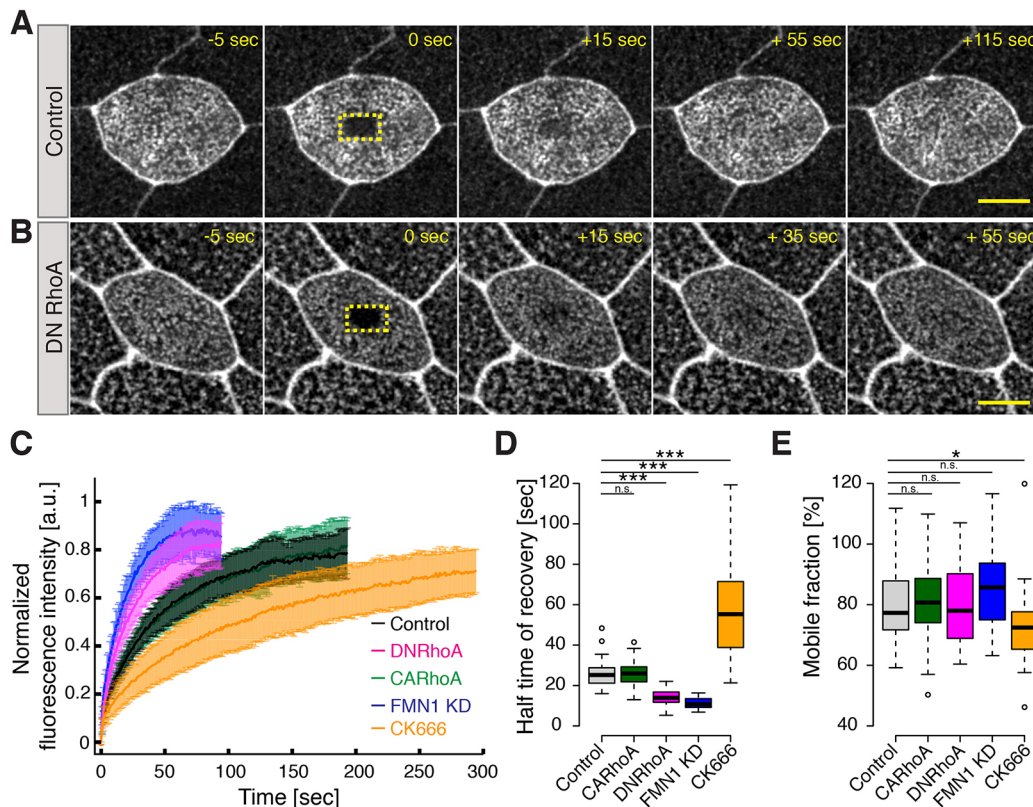 A
Control
-5 sec
0 sec
+15 sec
+ 55 sec
+115 sec
B
DN RhoA
-5 sec
0 sec
+15 sec
+ 35 sec
+ 55 sec
C
Normalized
fluorescence intensity [a.u.]
1
0.8
0.6
0.4
0.2
0
0
50
100
150
200
250
300
Time [sec]
Control
DNRhoA
CARhoA
FMN1 KD
CK666
D
Half time of recovery [sec]
120
100
80
60
40
20
0
***
***
***
n.s.
Control
CARhoA
DNRhoA
FMN1 KD
CK666
E
Mobile fraction [%]
120
100
80
60
40
*
n.s.
n.s.
n.s.
Control
CARhoA
DNRhoA
FMN1 KD
CK666